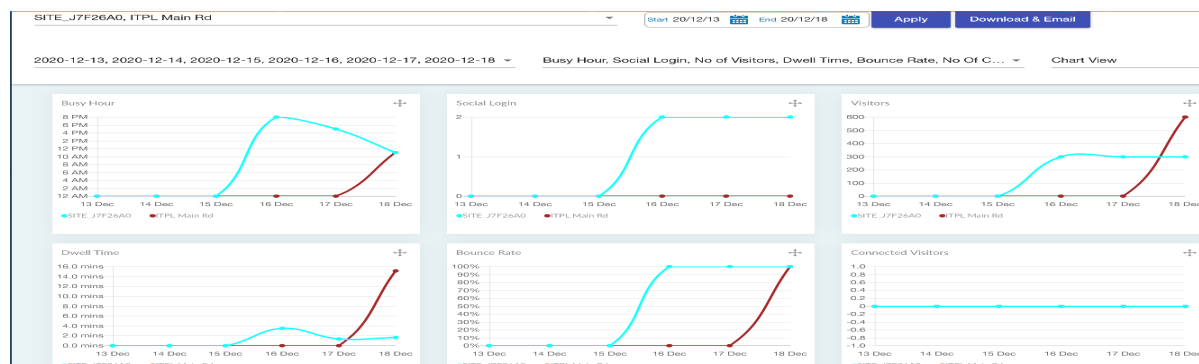 SITE_J7F26A0, ITPL Main Rd
Start 20/12/13 End 20/12/18 Apply Download & Email
2020-12-13, 2020-12-14, 2020-12-15, 2020-12-16, 2020-12-17, 2020-12-18
Busy Hour, Social Login, No of Visitors, Dwell Time, Bounce Rate, No Of C...
Chart View
Busy Hour
8 PM
6 PM
4 PM
2 PM
12 PM
10 AM
8 AM
6 AM
4 AM
2 AM
12 AM
13 Dec 14 Dec 15 Dec 16 Dec 17 Dec 18 Dec
SITE_J7F26A0 ITPL Main Rd
Social Login
2
1
0
13 Dec 14 Dec 15 Dec 16 Dec 17 Dec 18 Dec
SITE_J7F26A0 ITPL Main Rd
Visitors
600
500
400
300
200
100
0
13 Dec 14 Dec 15 Dec 16 Dec 17 Dec 18 Dec
SITE_J7F26A0 ITPL Main Rd
Dwell Time
16.0 mins
14.0 mins
12.0 mins
10.0 mins
8.0 mins
6.0 mins
4.0 mins
2.0 mins
0.0 mins
13 Dec 14 Dec 15 Dec 16 Dec 17 Dec 18 Dec
Bounce Rate
100%
90%
80%
70%
60%
50%
40%
30%
20%
10%
0%
13 Dec 14 Dec 15 Dec 16 Dec 17 Dec 18 Dec
Connected Visitors
1.0
0.8
0.6
0.4
0.2
0
-0.2
-0.4
-0.6
-0.8
-1.0
13 Dec 14 Dec 15 Dec 16 Dec 17 Dec 18 Dec